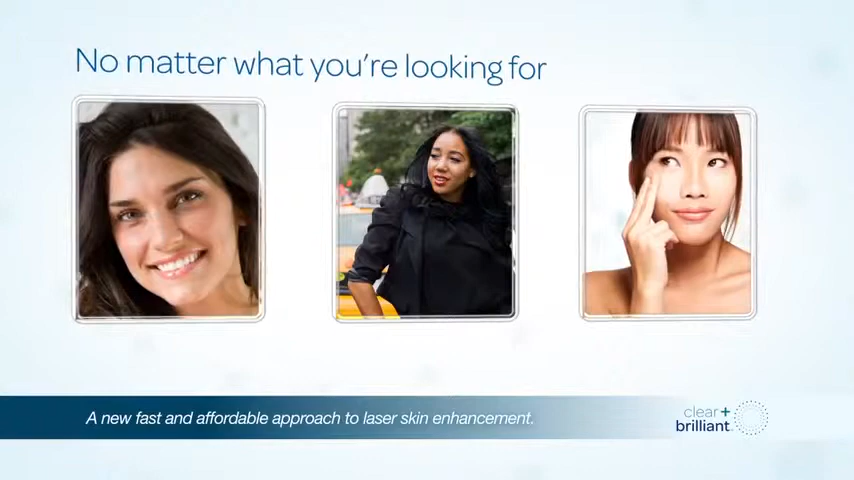 No matter what you're looking for
A new fast and affordable approach to laser skin enhancement.
clear+
brilliant